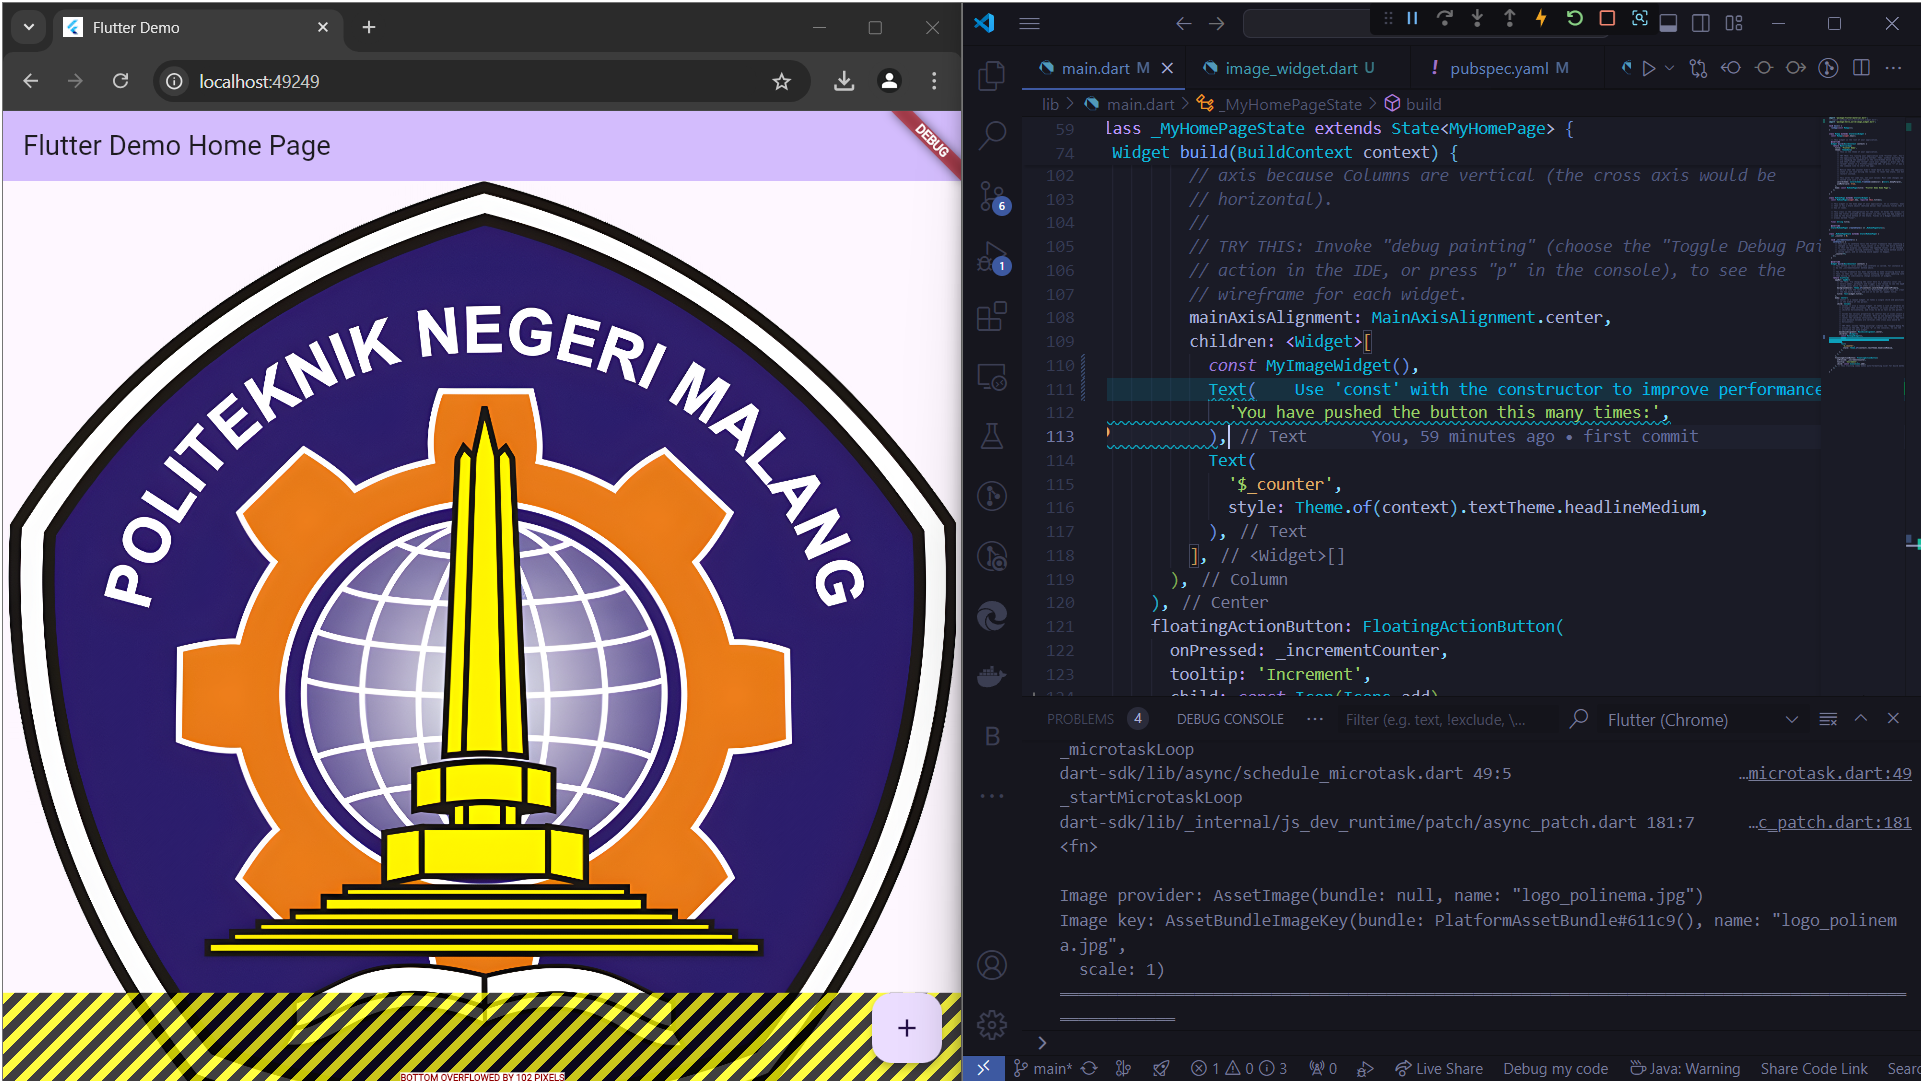 Flutter Demo
localhost:49249
Flutter Demo Home Page
DEBUG
POLITEKNIK NEGERI MALANG
BOTTOM OVERFLOWED BY 102 PIXELS
main.dart M
image_widget.dart U
! pubspec.yaml M
lib > main.dart > _MyHomePageState > build
59 lass _MyHomePageState extends State<MyHomePage> {
74 Widget build(BuildContext context) {
102 // axis because Columns are vertical (the cross axis would be
103 // horizontal).
104 //
105 // TRY THIS: Invoke "debug painting" (choose the "Toggle Debug Pai
106 // action in the IDE, or press "p" in the console), to see the
107 // wireframe for each widget.
108 mainAxisAlignment: MainAxisAlignment.center,
109 children: <Widget>[
110 const MyImageWidget(),
111 Text( Use 'const' with the constructor to improve performance
112 'You have pushed the button this many times:',
113 ), // Text You, 59 minutes ago • first commit
114 Text(
115 '$_counter',
116 style: Theme.of(context).textTheme.headlineMedium,
117 ), // Text
118 ], // <Widget>[]
119 ), // Column
120 ), // Center
121 floatingActionButton: FloatingActionButton(
122 onPressed: _incrementCounter,
123 tooltip: 'Increment',
124 child: const Icon(Icons.add)
6
1
B
PROBLEMS 4 DEBUG CONSOLE ··· Filter (e.g. text, !exclude, \... Flutter (Chrome)
_microtaskLoop
dart-sdk/lib/async/schedule_microtask.dart 49:5 …microtask.dart:49
_startMicrotaskLoop
dart-sdk/lib/_internal/js_dev_runtime/patch/async_patch.dart 181:7 …c_patch.dart:181
<fn>
Image provider: AssetImage(bundle: null, name: "logo_polinema.jpg")
Image key: AssetBundleImageKey(bundle: PlatformAssetBundle#611c9(), name: "logo_polinem
a.jpg",
scale: 1)
main* 1 0 3 0 Live Share Debug my code Java: Warning Share Code Link Searc